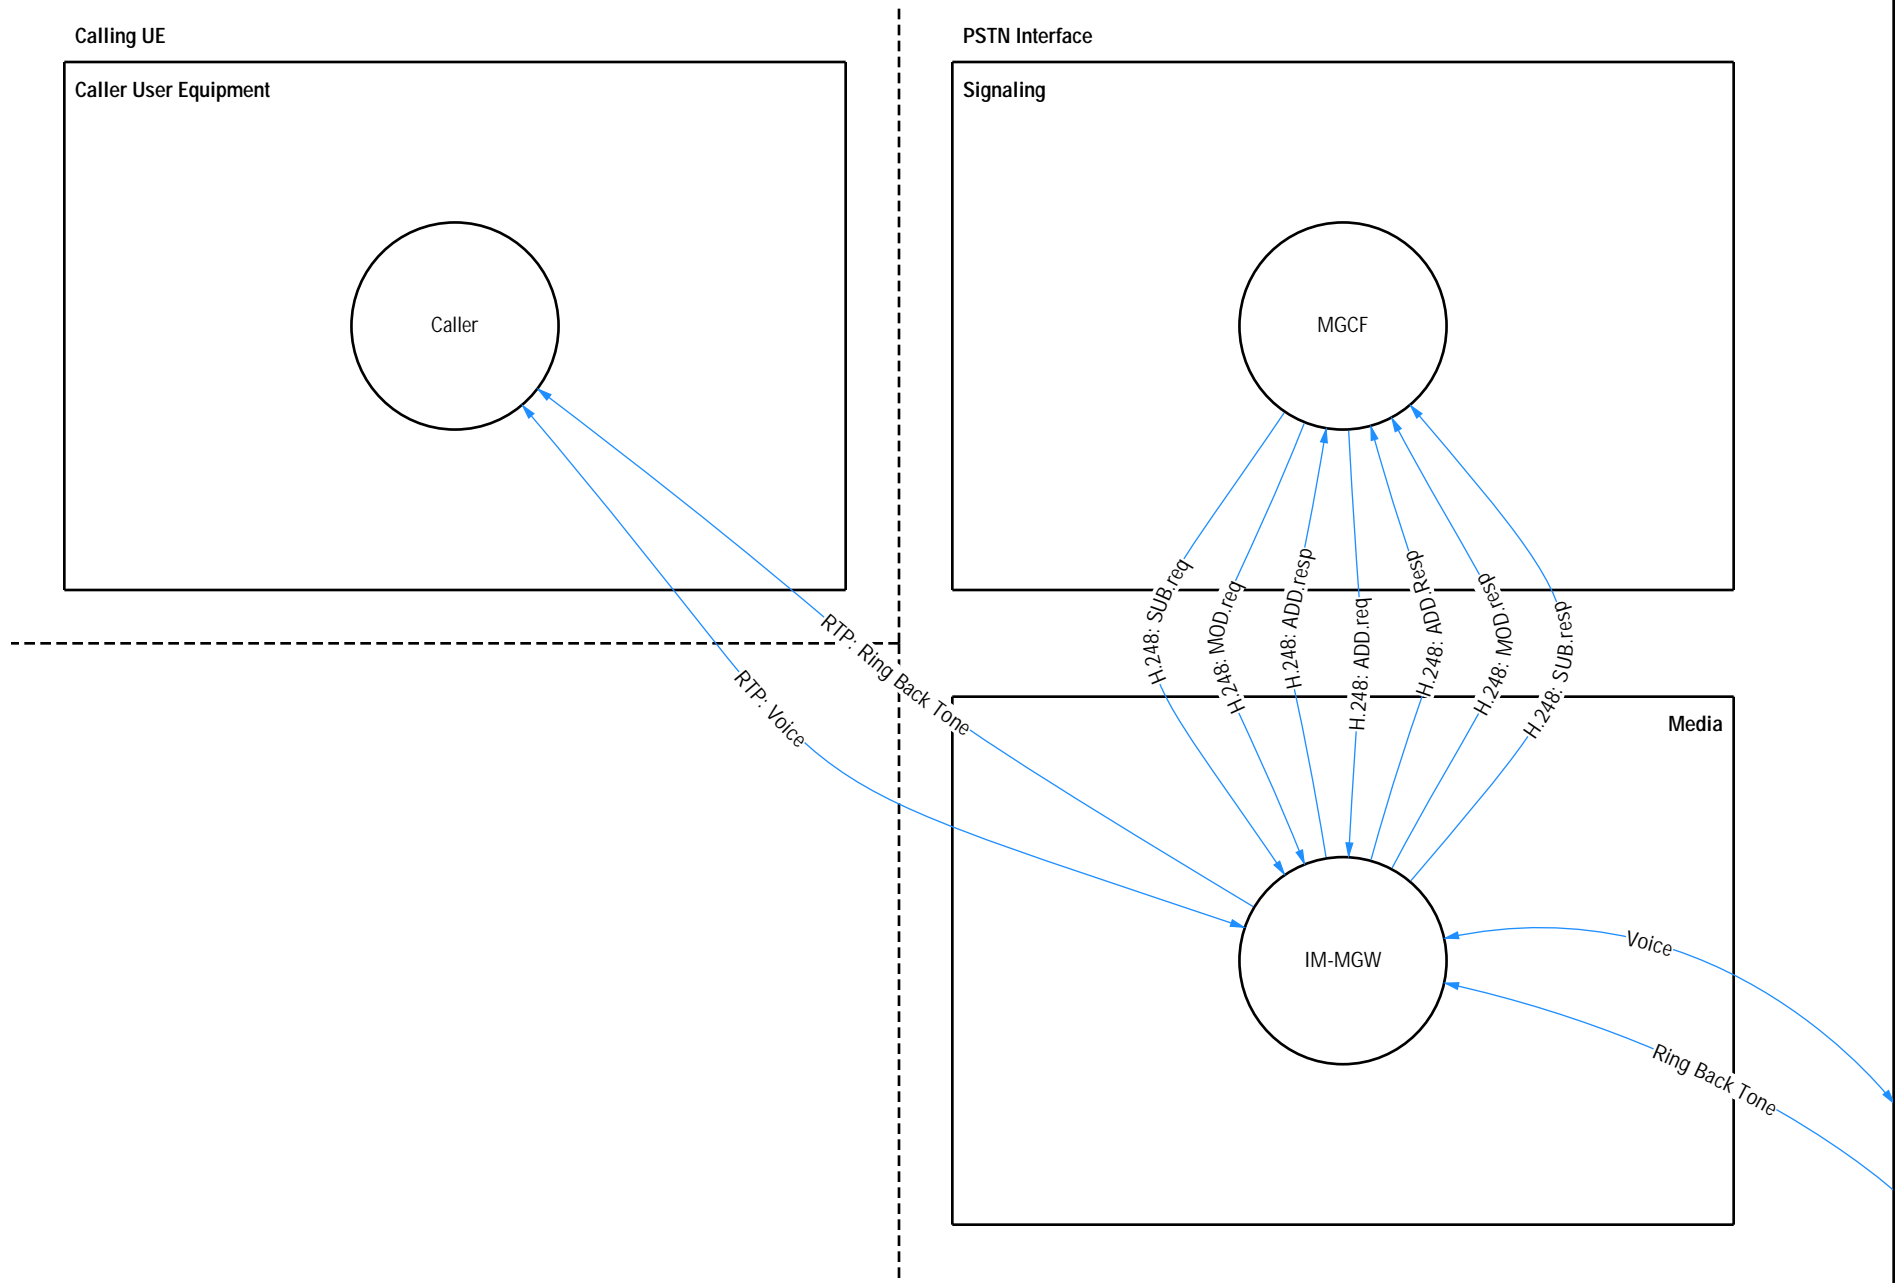 Calling UE
PSTN Interface
Caller User Equipment
Signaling
Caller
MGCF
H.248: SUB.req
H.248: MOD.req
H.248: ADD.resp
H.248: ADD.req
H.248: ADD.Resp
H.248: MOD.resp
H.248: SUB.resp
RTP: Ring Back Tone
RTP: Voice
Media
IM-MGW
Voice
Ring Back Tone